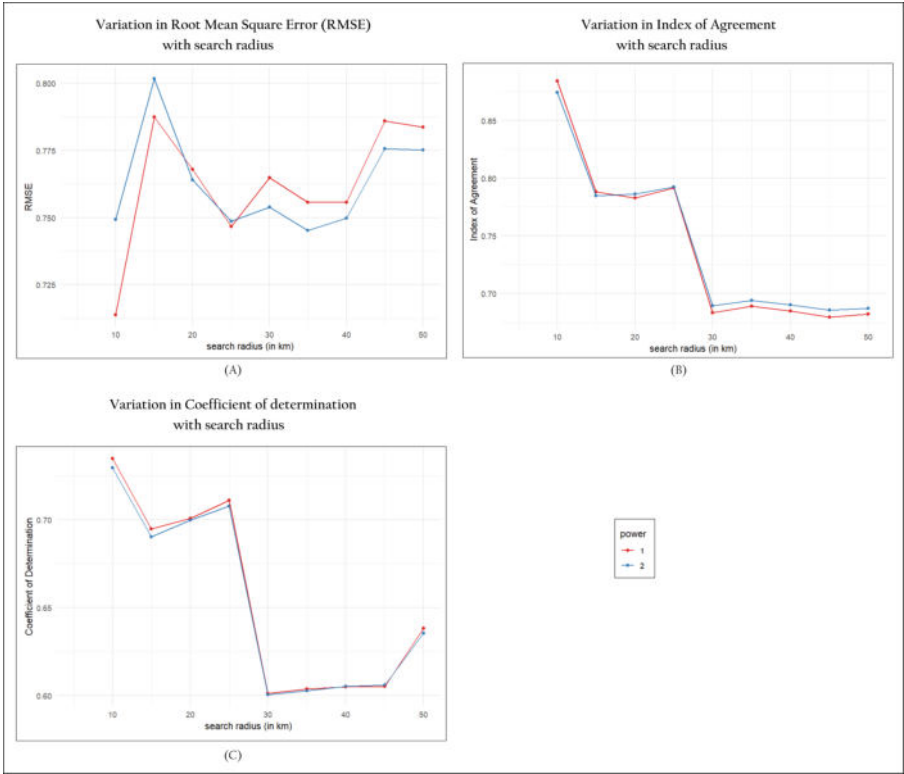 Variation in Root Mean Square Error (RMSE)
with search radius
RMSE
0.800
0.775
0.750
0.725
10
20
30
40
50
search radius (in km)
(A)
Variation in Index of Agreement
with search radius
Index of Agreement
0.85
0.80
0.75
0.70
10
20
30
40
50
search radius (in km)
(B)
Variation in Coefficient of determination
with search radius
Coefficient of Determination
0.70
0.65
0.60
10
20
30
40
50
search radius (in km)
(C)
power
1
2